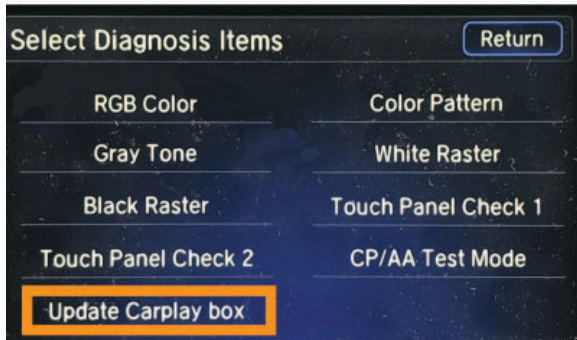 Select Diagnosis Items
Return
RGB Color
Color Pattern
Gray Tone
White Raster
Black Raster
Touch Panel Check 1
Touch Panel Check 2
CP/AA Test Mode
Update Carplay box